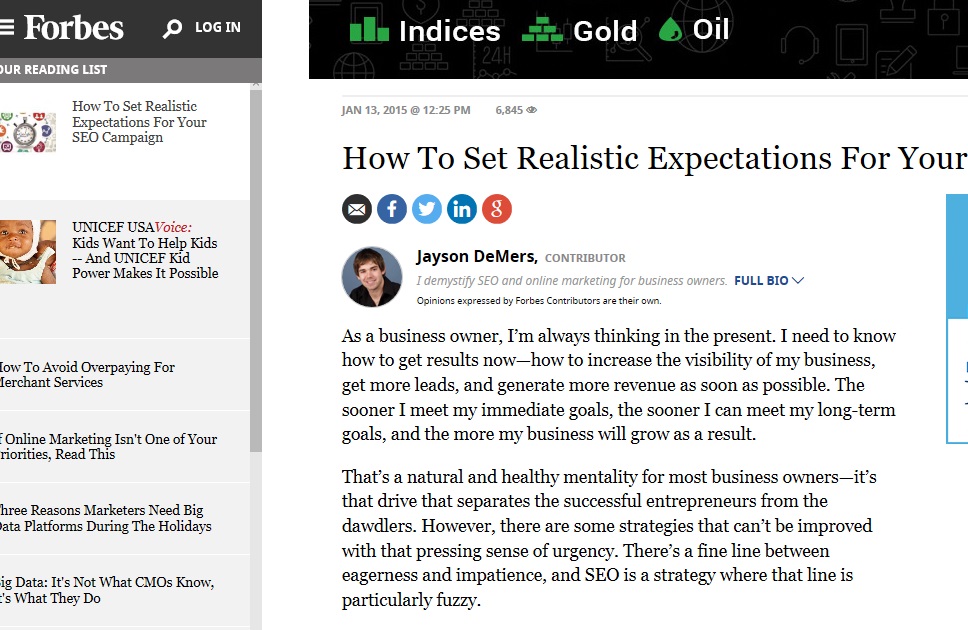 Forbes
LOG IN
OUR READING LIST
How To Set Realistic
Expectations For Your
SEO Campaign
UNICEF USAVoice:
Kids Want To Help Kids
-- And UNICEF Kid
Power Makes It Possible
How To Avoid Overpaying For
Merchant Services
If Online Marketing Isn't One of Your
Priorities, Read This
Three Reasons Marketers Need Big
Data Platforms During The Holidays
Big Data: It's Not What CMOs Know,
It's What They Do
Indices
Gold
Oil
24H
JAN 13, 2015 @ 12:25 PM 6,845
How To Set Realistic Expectations For Your
Jayson DeMers, CONTRIBUTOR
I demystify SEO and online marketing for business owners. FULL BIO
Opinions expressed by Forbes Contributors are their own.
As a business owner, I’m always thinking in the present. I need to know
how to get results now—how to increase the visibility of my business,
get more leads, and generate more revenue as soon as possible. The
sooner I meet my immediate goals, the sooner I can meet my long-term
goals, and the more my business will grow as a result.
That’s a natural and healthy mentality for most business owners—it’s
that drive that separates the successful entrepreneurs from the
dawdlers. However, there are some strategies that can’t be improved
with that pressing sense of urgency. There’s a fine line between
eagerness and impatience, and SEO is a strategy where that line is
particularly fuzzy.